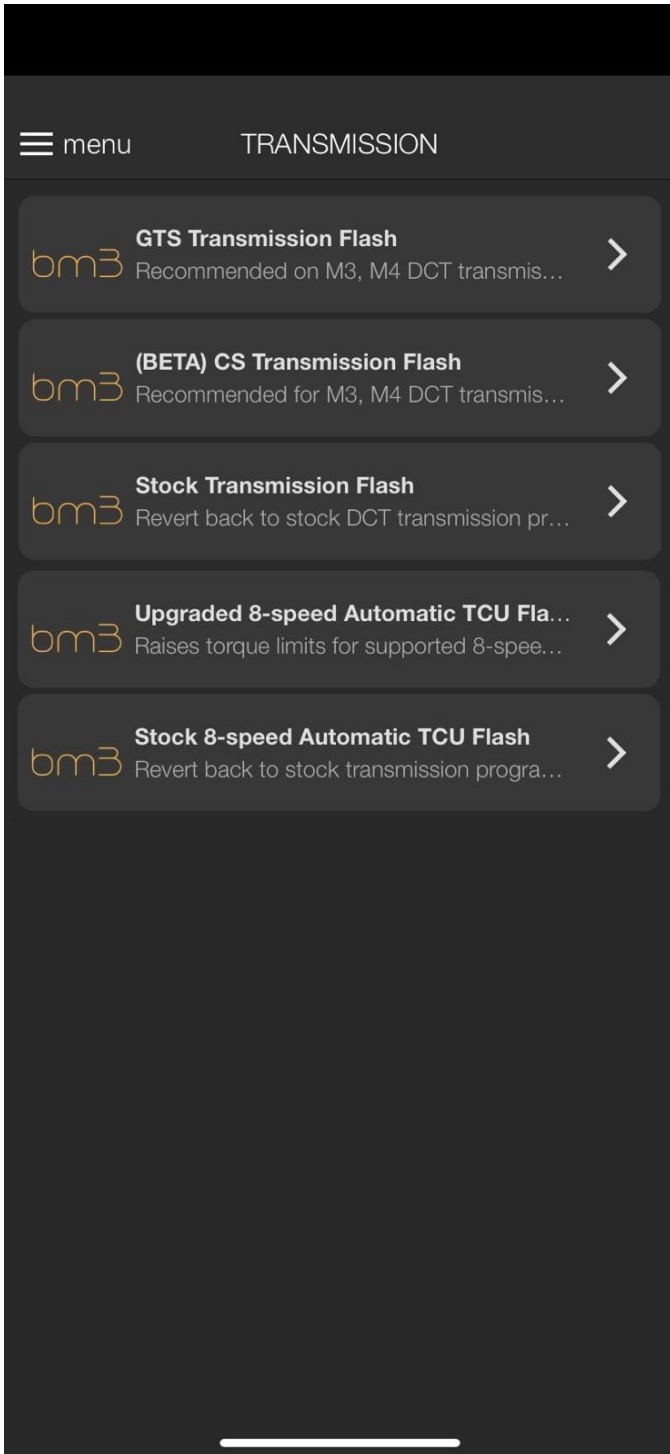 menu
TRANSMISSION
bm3
GTS Transmission Flash
Recommended on M3, M4 DCT transmis...
bm3
(BETA) CS Transmission Flash
Recommended for M3, M4 DCT transmis...
bm3
Stock Transmission Flash
Revert back to stock DCT transmission pr...
bm3
Upgraded 8-speed Automatic TCU Fla...
Raises torque limits for supported 8-spee...
bm3
Stock 8-speed Automatic TCU Flash
Revert back to stock transmission progra...